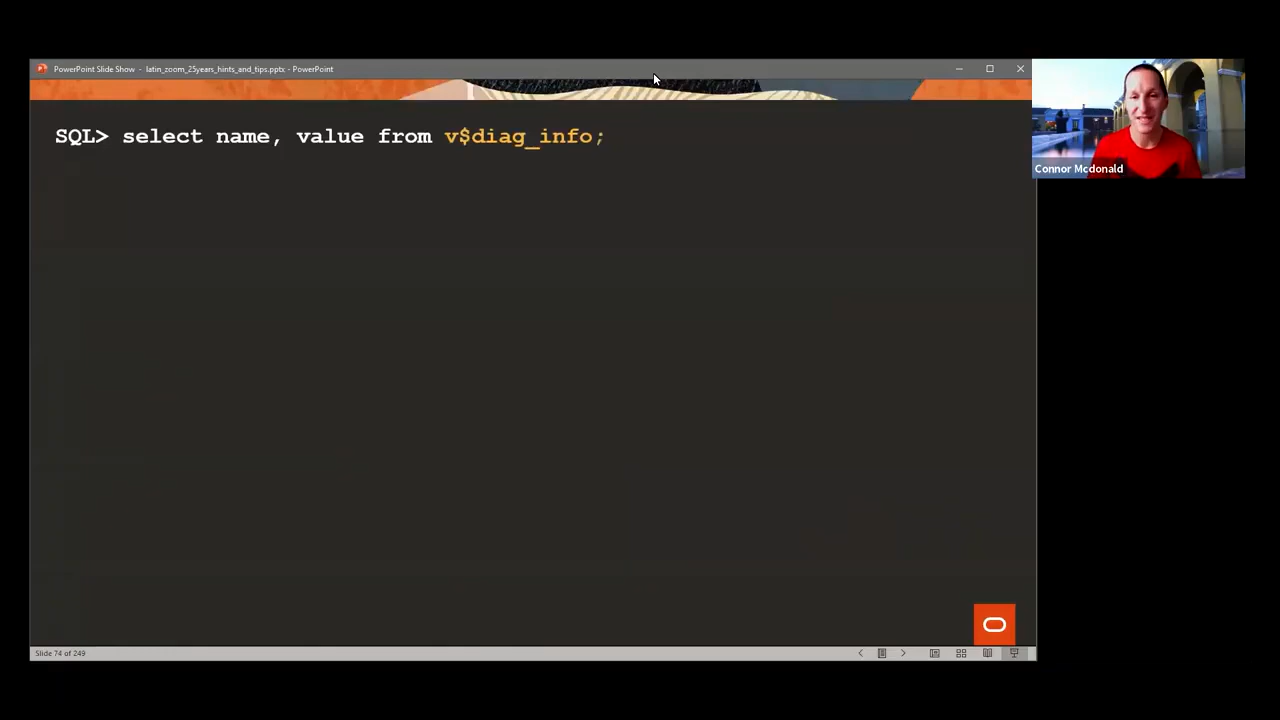 PowerPoint Slide Show - latin_zoom_25years_hints_and_tips.pptx - PowerPoint
SQL> select name, value from v$diag_info;
Connor Mcdonald
Slide 74 of 249